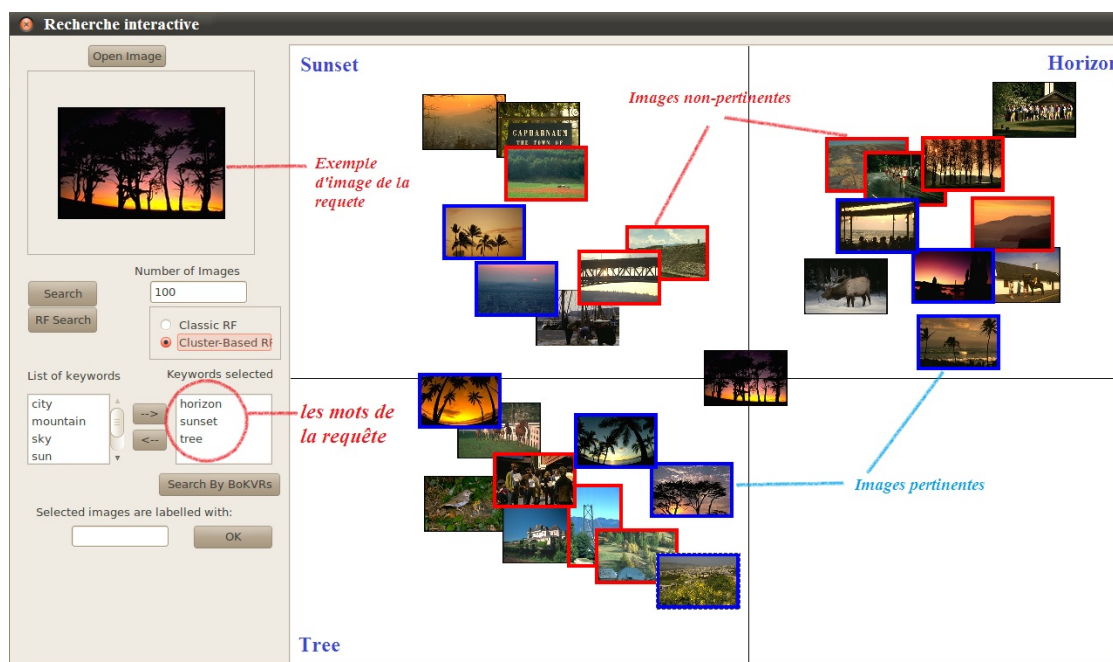 Recherche interactive
Open Image
Sunset
Horizon
Images non-pertinentes
CAPHARNAUM
THE TOWN OF
Exemple
d'image de la
requete
Number of Images
Search
100
RF Search
Classic RF
Cluster-Based RF
List of keywords
Keywords selected
city
mountain
sky
sun
-->
<--
horizon
sunset
tree
les mots de
la requête
Search By BoKVRs
Images pertinentes
Selected images are labelled with:
OK
Tree